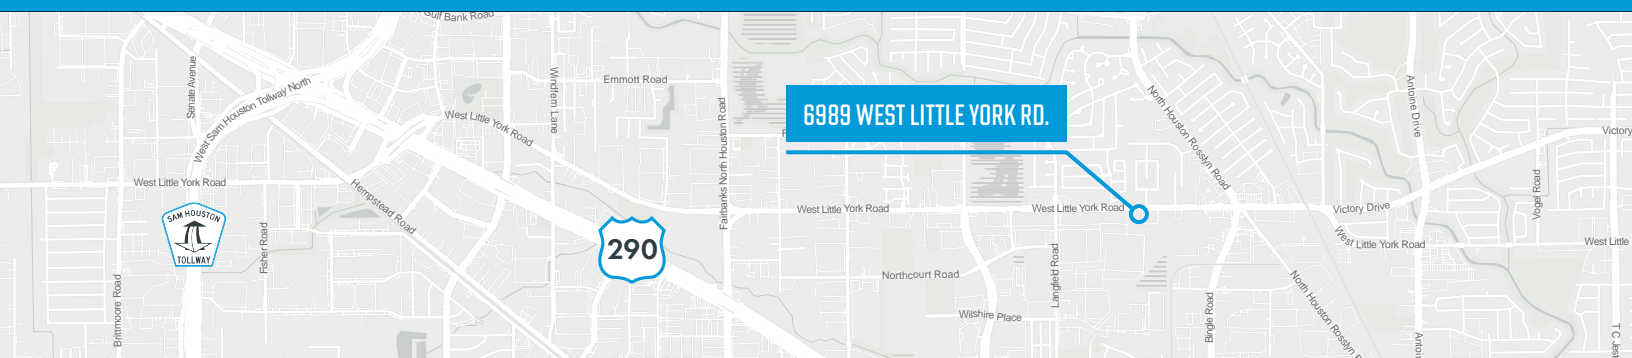 Gulf Bank Road
Senate Avenue
West Sam Houston Tollway North
Windfern Lane
Emmott Road
West Little York Road
Fairbanks North Houston Road
6989 WEST LITTLE YORK RD.
North Houston Rosslyn Road
Antoine Drive
Victory
West Little York Road
Hempstead Road
West Little York Road
West Little York Road
Victory Drive
Vogel Road
SAM HOUSTON
TOLLWAY
Fisher Road
290
West Little York Road
West Little
Brittmoore Road
Northcourt Road
Langfield Road
Wilshire Place
Bingle Road
North Houston Rosslyn R
Antoin
T C Jes